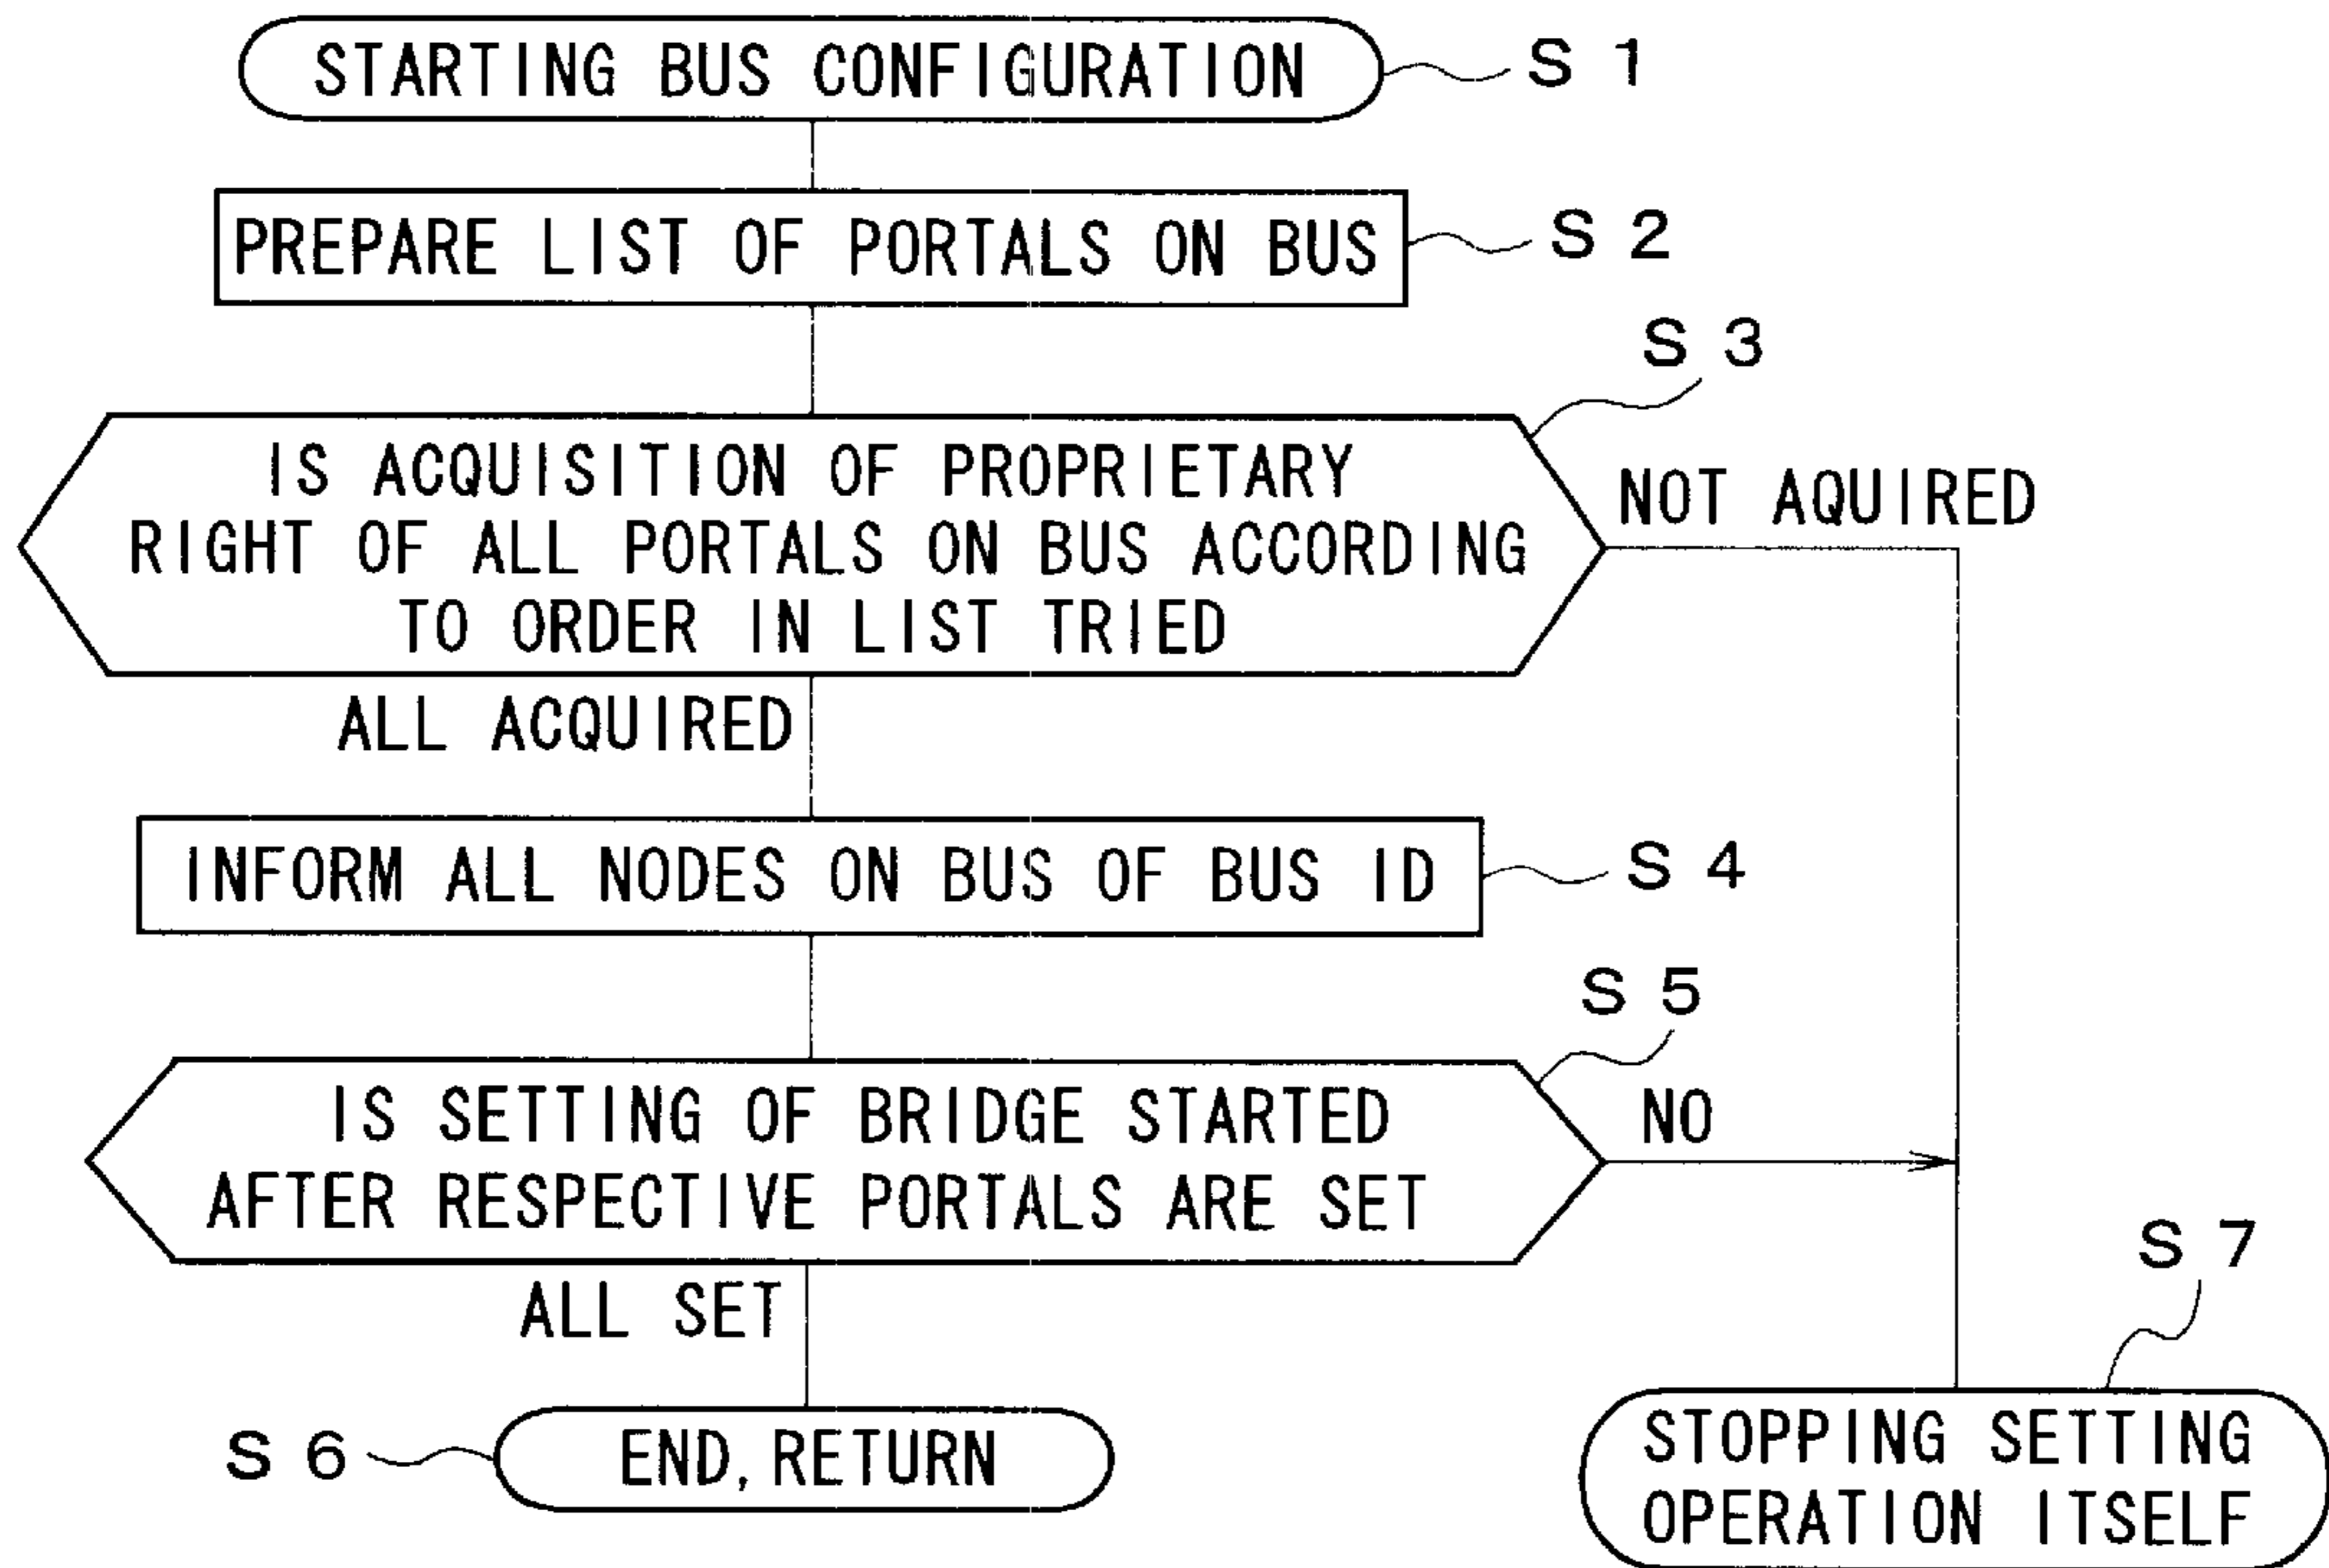 STARTING BUS CONFIGURATION
S 1
PREPARE LIST OF PORTALS ON BUS
S 2
S 3
IS ACQUISITION OF PROPRIETARY
RIGHT OF ALL PORTALS ON BUS ACCORDING
TO ORDER IN LIST TRIED
NOT AQUIRED
ALL ACQUIRED
INFORM ALL NODES ON BUS OF BUS ID
S 4
S 5
IS SETTING OF BRIDGE STARTED
AFTER RESPECTIVE PORTALS ARE SET
NO
ALL SET
S 7
S 6
END, RETURN
STOPPING SETTING
OPERATION ITSELF